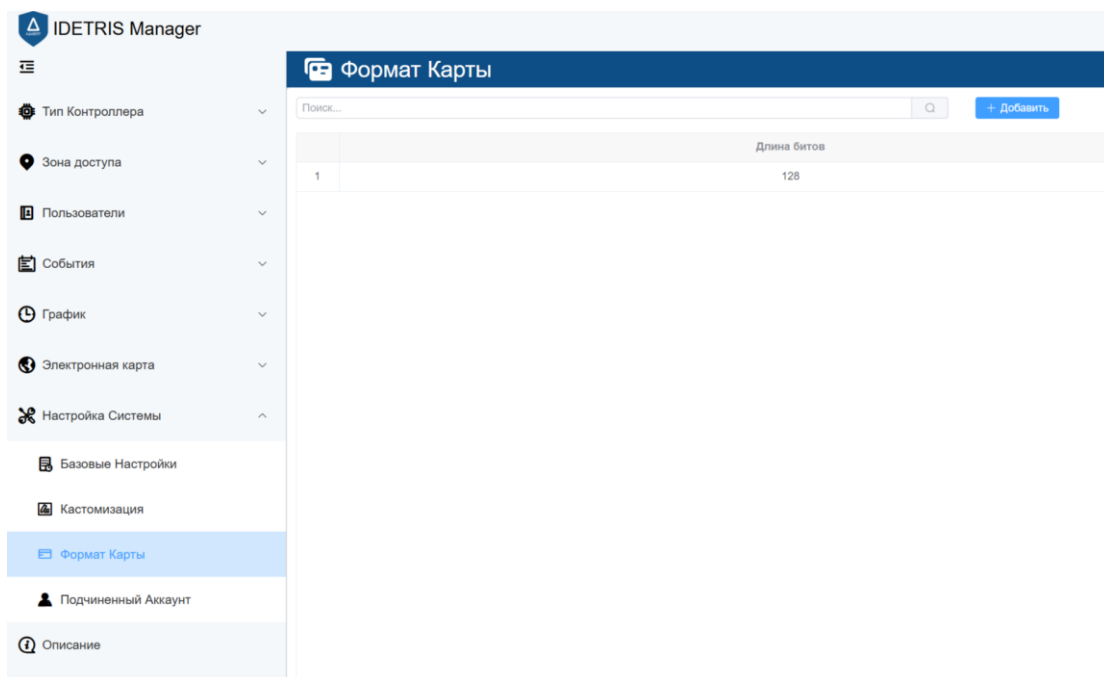 IDETRIS Manager
Формат Карты
Тип Контроллера
Поиск...
+ Добавить
Длина битов
Зона доступа
1 128
Пользователи
События
График
Электронная карта
Настройка Системы
Базовые Настройки
Кастомизация
Формат Карты
Подчиненный Аккаунт
Описание